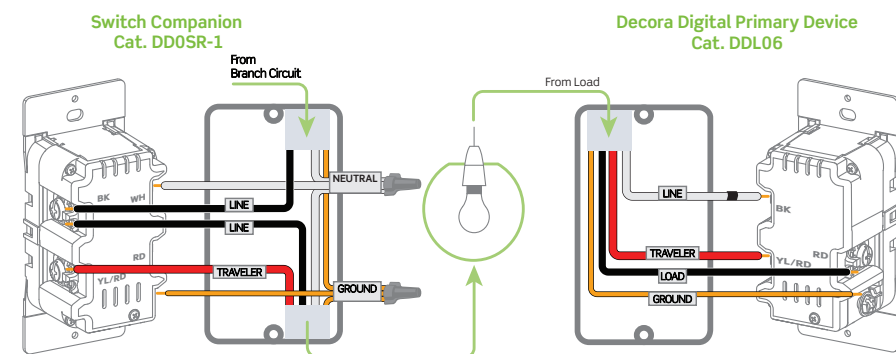 Switch Companion
Cat. DD0SR-1
Decora Digital Primary Device
Cat. DDL06
From
Branch Circuit
From Load
BK
WH
RD
YL/RD
NEUTRAL
LINE
LINE
TRAVELER
GROUND
LINE
TRAVELER
LOAD
GROUND
BK
RD
YL/RD